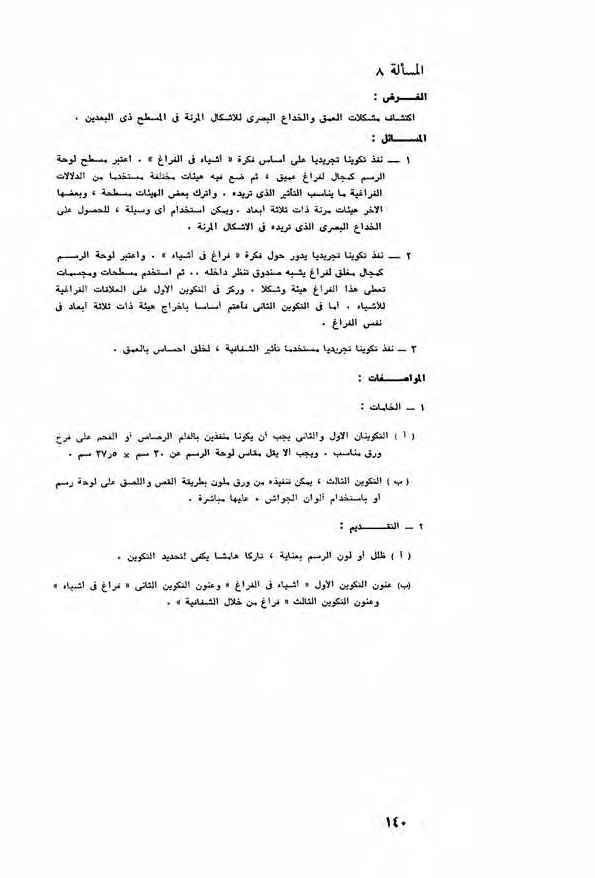 المسألة ٨
الغـــرض :
اكتشاف مشكلات العمق والخداع البصرى للاشكال المرئة فى المسطح ذى البعدين .
المســـائل :
١ — نفذ تكوينا تجريديا على أساس فكرة « أشياء فى الفراغ » . اعتبر مسطح لوحة
الرسم كمجال لفراغ عميق ، ثم ضع فيه هيئات مختلفة مستخدما من الدلالات
الفراغية ما يناسب التأثير الذى تريده . واترك بعض الهيئات مسطحة ، وبعضها
الآخر هيئات مرئة ذات ثلاثة أبعاد . ويمكن استخدام أى وسيلة ، للحصول على
الخداع البصرى الذى تريده فى الاشكال المرئة .
٢ — نفذ تكوينا تجريديا يدور حول فكرة « فراغ فى أشياء » . واعتبر لوحة الرســم
كمجال مغلق لفراغ يشبه صندوق تنظر داخله .. ثم استخدم مسطحات ومجسمات
تعطى هذا الفراغ هيئة وشكلا . وركز فى التكوين الأول على العلاقات الفراغية
للأشياء . أما فى التكوين الثانى فأهتم أساسا باخراج هيئة ذات ثلاثة أبعاد فى
نفس الفراغ .
٣ — نفذ تكوينا تجريديا مستخدما تأثير الشفافية ، لخلق احساس بالعمق .
المواصـــفات :
١ — الخامات :
( أ ) التكوينان الأول والثانى يجب أن يكونا منفذين بالقلم الرصاص أو الفحم على فرخ
ورق مناسب . ويجب ألا يقل مقاس لوحة الرسم عن ٣٠ سم × ٣٧٫٥ سم .
( ب ) التكوين الثالث ، يمكن تنفيذه من ورق ملون بطريقة القص واللصق على لوحة رسم
أو باستخدام ألوان الجواش ، عليها مباشرة .
٢ — التقـــديم :
( أ ) ظلل أو لون الرسم بعناية ، تاركا هامشا يكفى لتحديد التكوين .
(ب) عنون التكوين الأول « أشياء فى الفراغ » وعنون التكوين الثانى « فراغ فى أشياء »
وعنون التكوين الثالث « فراغ من خلال الشفافية » .
١٤٠